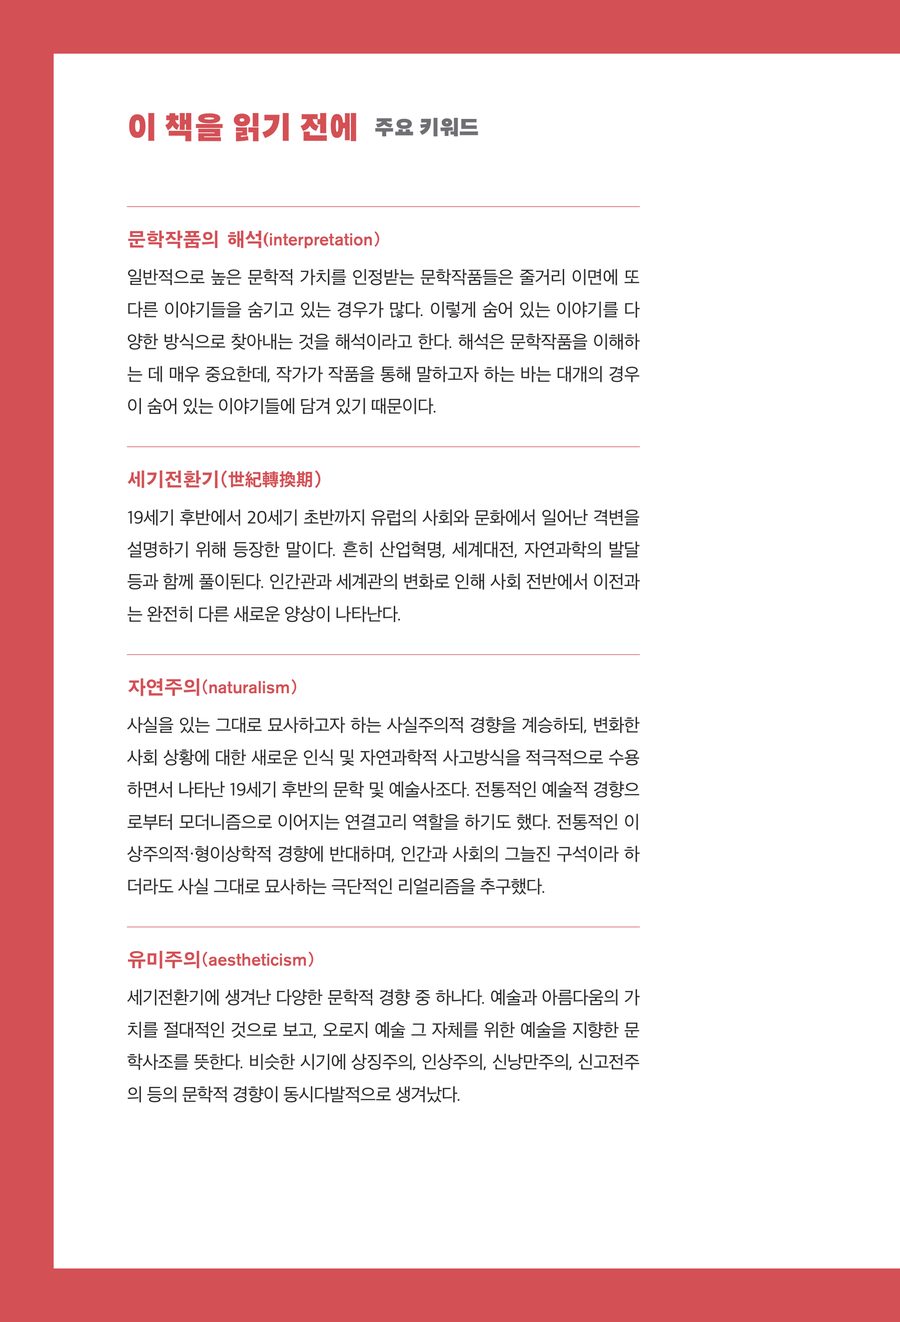 이 책을 읽기 전에 주요 키워드
문학작품의 해석(interpretation)
일반적으로 높은 문학적 가치를 인정받는 문학작품들은 줄거리 이면에 또
다른 이야기들을 숨기고 있는 경우가 많다. 이렇게 숨어 있는 이야기를 다
양한 방식으로 찾아내는 것을 해석이라고 한다. 해석은 문학작품을 이해하
는 데 매우 중요한데, 작가가 작품을 통해 말하고자 하는 바는 대개의 경우
이 숨어 있는 이야기들에 담겨 있기 때문이다.
세기전환기(世紀轉換期)
19세기 후반에서 20세기 초반까지 유럽의 사회와 문화에서 일어난 격변을
설명하기 위해 등장한 말이다. 흔히 산업혁명, 세계대전, 자연과학의 발달
등과 함께 풀이된다. 인간관과 세계관의 변화로 인해 사회 전반에서 이전과
는 완전히 다른 새로운 양상이 나타난다.
자연주의(naturalism)
사실을 있는 그대로 묘사하고자 하는 사실주의적 경향을 계승하되, 변화한
사회 상황에 대한 새로운 인식 및 자연과학적 사고방식을 적극적으로 수용
하면서 나타난 19세기 후반의 문학 및 예술사조다. 전통적인 예술적 경향으
로부터 모더니즘으로 이어지는 연결고리 역할을 하기도 했다. 전통적인 이
상주의적·형이상학적 경향에 반대하며, 인간과 사회의 그늘진 구석이라 하
더라도 사실 그대로 묘사하는 극단적인 리얼리즘을 추구했다.
유미주의(aestheticism)
세기전환기에 생겨난 다양한 문학적 경향 중 하나다. 예술과 아름다움의 가
치를 절대적인 것으로 보고, 오로지 예술 그 자체를 위한 예술을 지향한 문
학사조를 뜻한다. 비슷한 시기에 상징주의, 인상주의, 신낭만주의, 신고전주
의 등의 문학적 경향이 동시다발적으로 생겨났다.